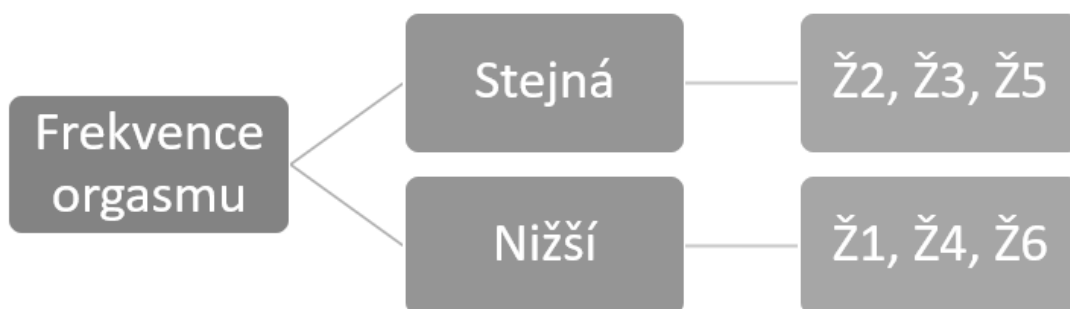 Frekvence
orgasmu
Stejná
Ž2, Ž3, Ž5
Nižší
Ž1, Ž4, Ž6